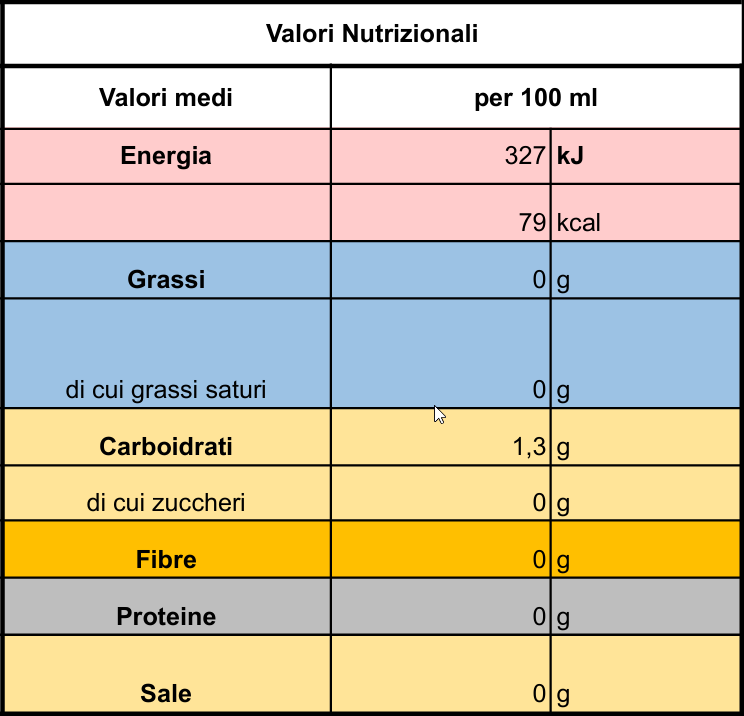 Valori Nutrizionali
Valori medi per 100 ml
Energia 327 kJ
79 kcal
Grassi 0 g
di cui grassi saturi 0 g
Carboidrati 1,3 g
di cui zuccheri 0 g
Fibre 0 g
Proteine 0 g
Sale 0 g